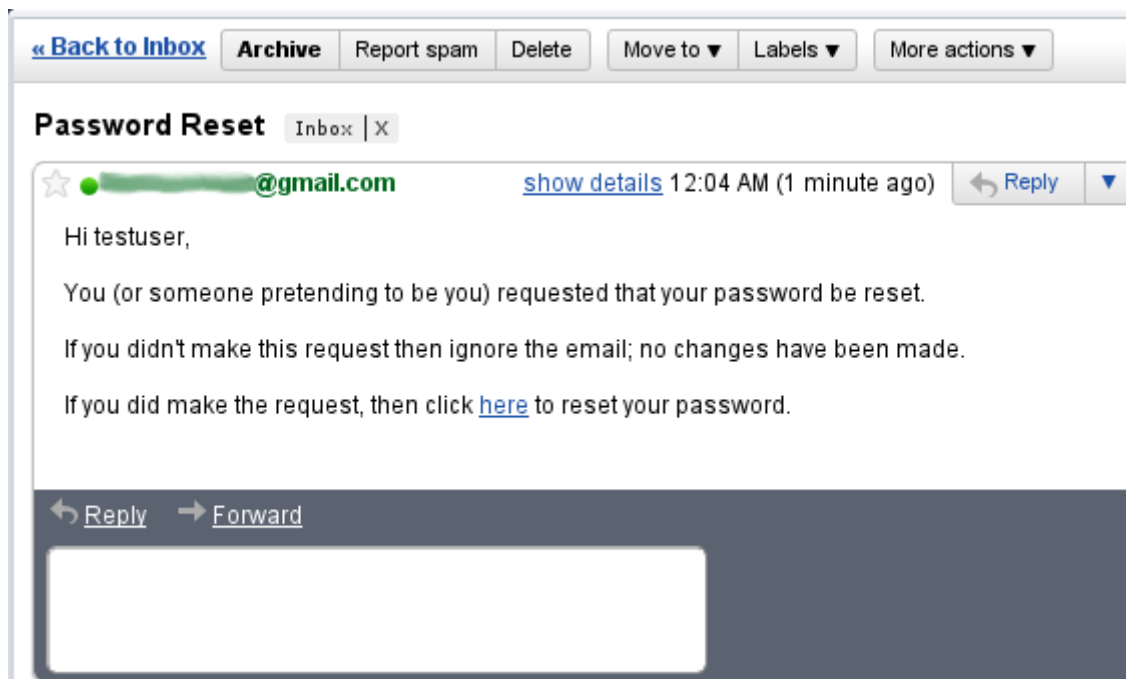 « Back to Inbox Archive Report spam Delete Move to ▼ Labels ▼ More actions ▼
Password Reset Inbox | X
@gmail.com show details 12:04 AM (1 minute ago) Reply ▼
Hi testuser,
You (or someone pretending to be you) requested that your password be reset.
If you didn't make this request then ignore the email; no changes have been made.
If you did make the request, then click here to reset your password.
Reply Forward